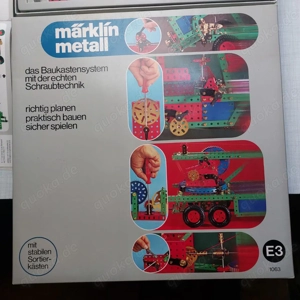 märklin
metall
das Baukastensystem
mit der echten
Schraubtechnik
richtig planen
praktisch bauen
sicher spielen
mit
stabilen
Sortier-
kästen
E3
1063